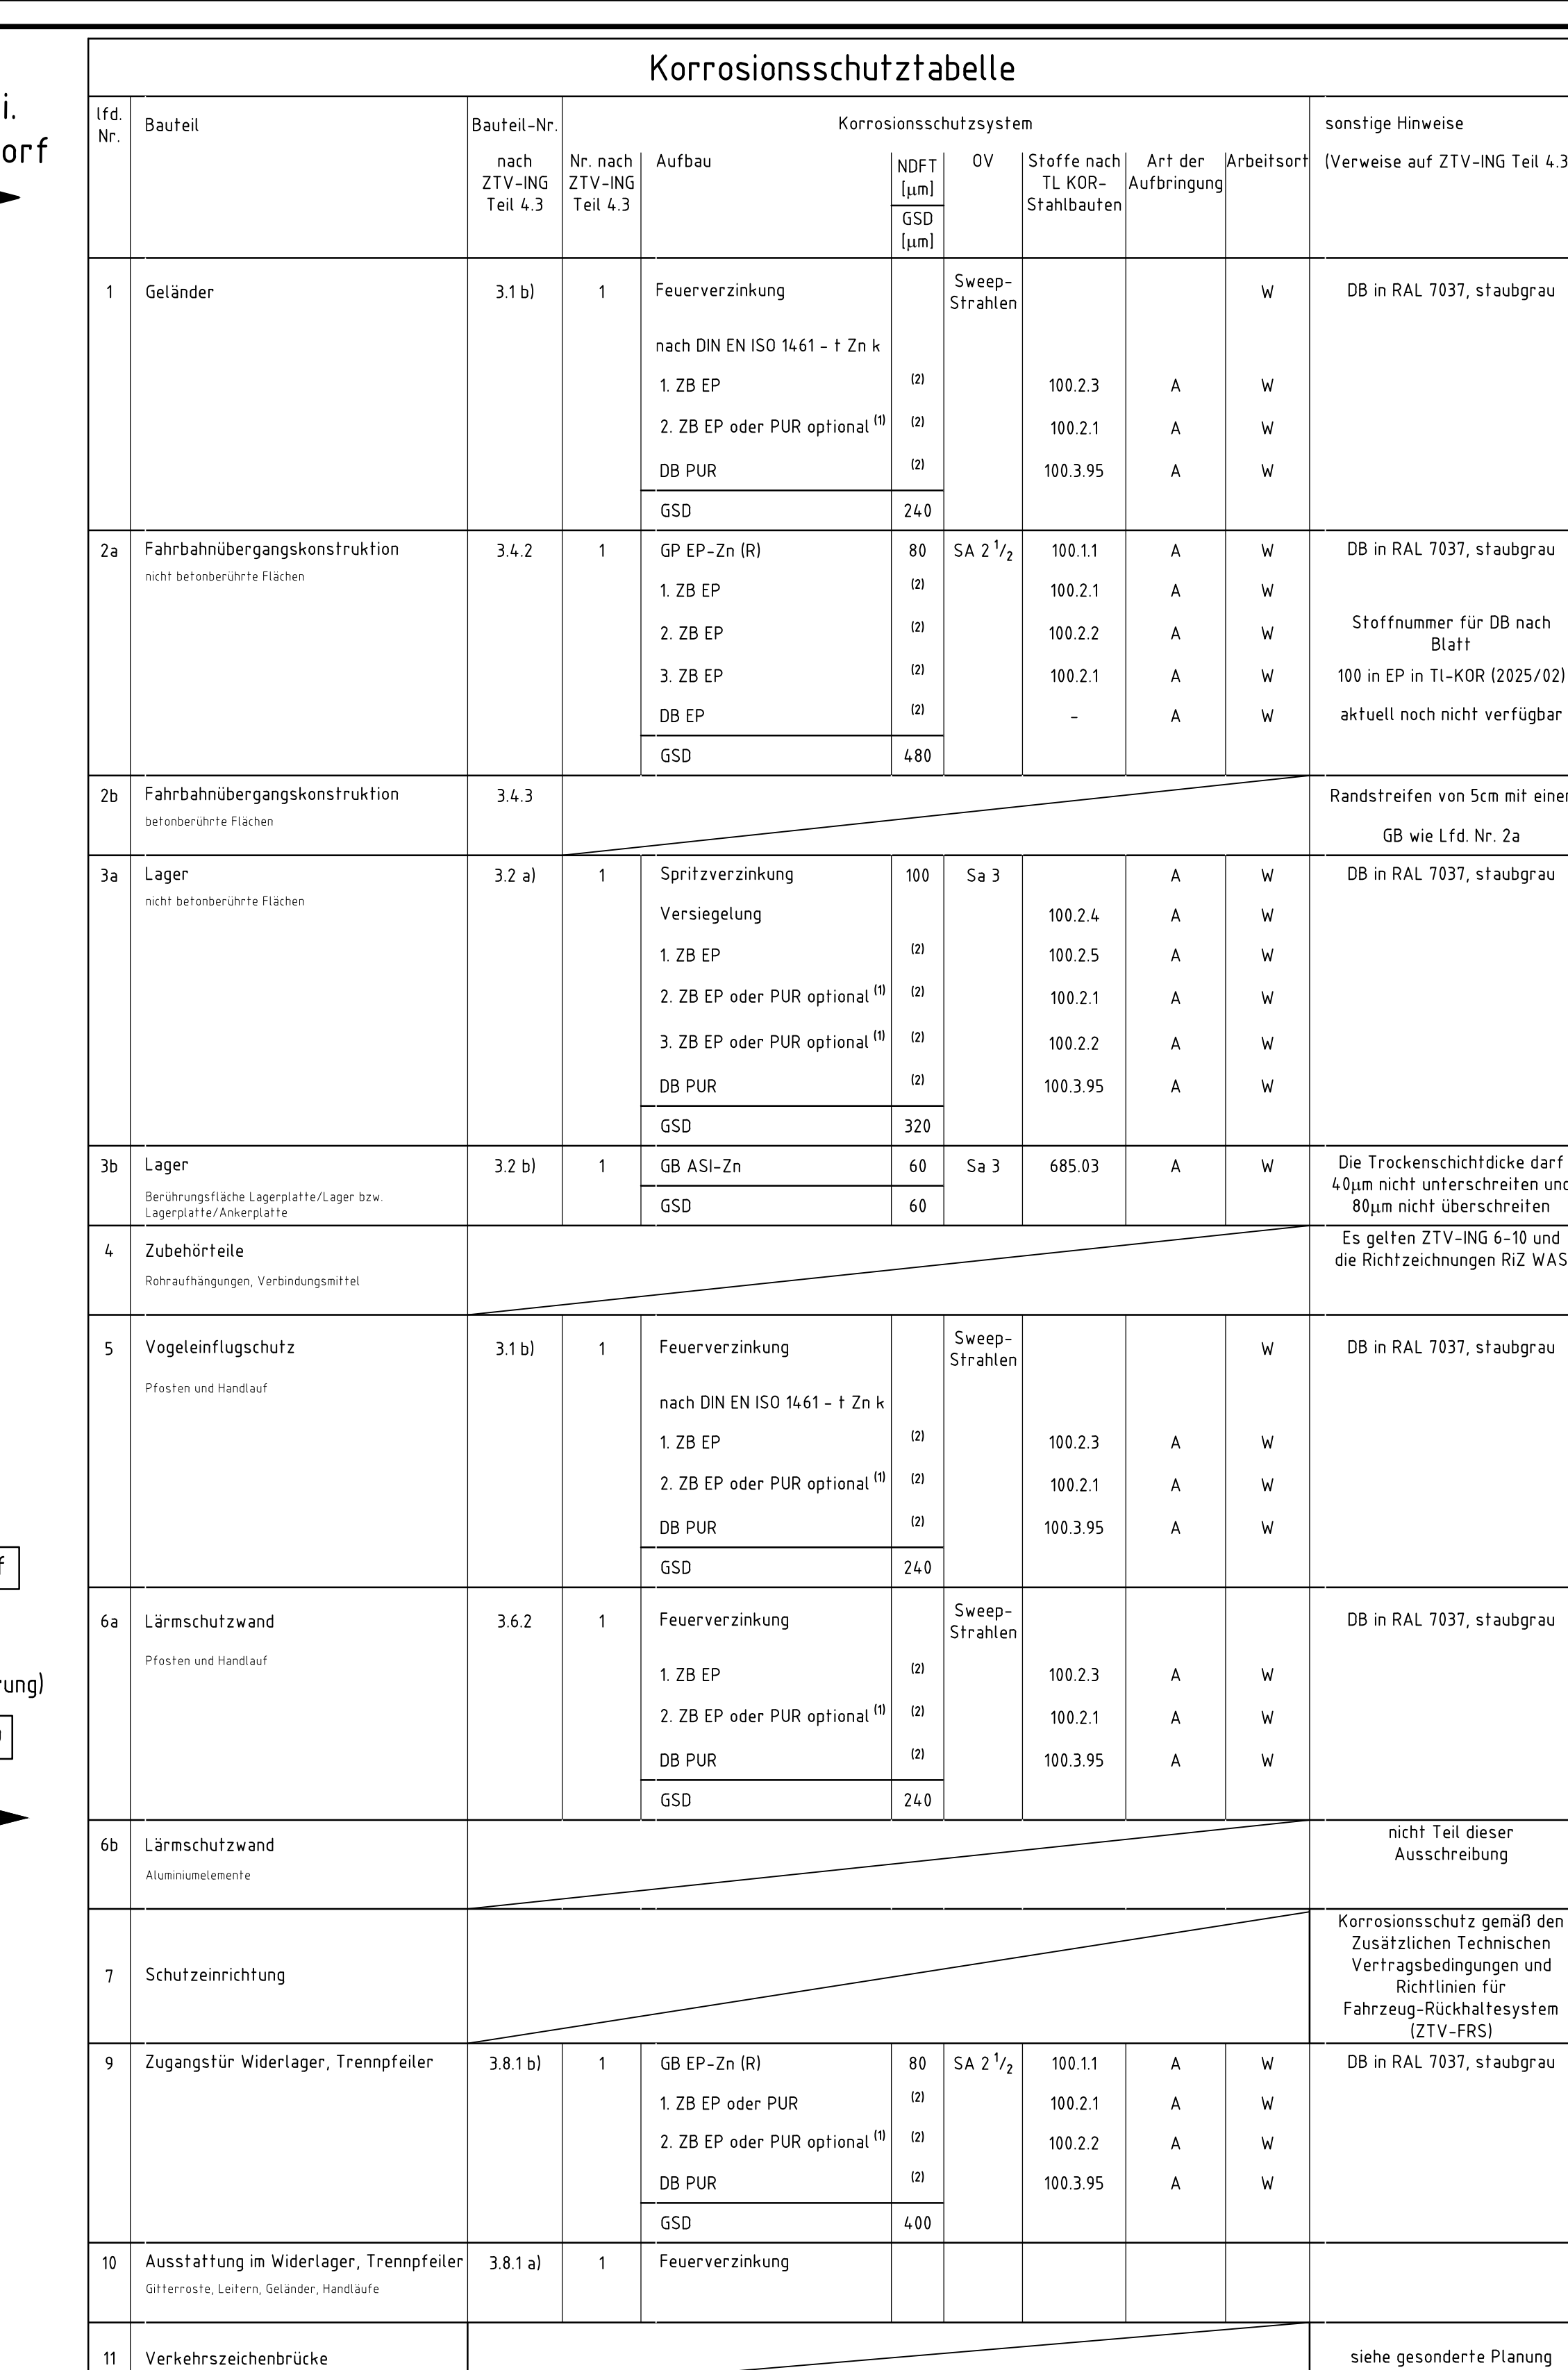 Korrosionsschutztabelle
i.
orf
lfd. Nr.
Bauteil
Bauteil-Nr.
nach
ZTV-ING
Teil 4.3
Korrosionsschutzsystem
Nr. nach
ZTV-ING
Teil 4.3
Aufbau
NDFT
[µm]
GSD
[µm]
OV
Stoffe nach
TL KOR-
Stahlbauten
Art der
Aufbringung
Arbeitsort
sonstige Hinweise
(Verweise auf ZTV-ING Teil 4.3
1 Geländer 3.1 b) 1 Feuerverzinkung Sweep- W DB in RAL 7037, staubgrau
Strahlen
nach DIN EN ISO 1461 - t Zn k
1. ZB EP (2) 100.2.3 A W
2. ZB EP oder PUR optional (1) (2) 100.2.1 A W
DB PUR (2) 100.3.95 A W
GSD 240
2a Fahrbahnübergangskonstruktion 3.4.2 1 GP EP-Zn (R) 80 SA 2 1/2 100.1.1 A W DB in RAL 7037, staubgrau
nicht betonberührte Flächen
1. ZB EP (2) 100.2.1 A W
2. ZB EP (2) 100.2.2 A W Stoffnummer für DB nach
Blatt
3. ZB EP (2) 100.2.1 A W 100 in EP in Tl-KOR (2025/02)
DB EP (2) - A W aktuell noch nicht verfügbar
GSD 480
2b Fahrbahnübergangskonstruktion 3.4.3 Randstreifen von 5cm mit einer
betonberührte Flächen
GB wie Lfd. Nr. 2a
3a Lager 3.2 a) 1 Spritzverzinkung 100 Sa 3 A W DB in RAL 7037, staubgrau
nicht betonberührte Flächen
Versiegelung 100.2.4 A W
1. ZB EP (2) 100.2.5 A W
2. ZB EP oder PUR optional (1) (2) 100.2.1 A W
3. ZB EP oder PUR optional (1) (2) 100.2.2 A W
DB PUR (2) 100.3.95 A W
GSD 320
3b Lager 3.2 b) 1 GB ASI-Zn 60 Sa 3 685.03 A W Die Trockenschichtdicke darf
40µm nicht unterschreiten und
Berührungsfläche Lagerplatte/Lager bzw.
Lagerplatte/Ankerplatte
GSD 60 80µm nicht überschreiten
4 Zubehörteile Es gelten ZTV-ING 6-10 und
die Richtzeichnungen RiZ WAS
Rohraufhängungen, Verbindungsmittel
5 Vogeleinflugschutz 3.1 b) 1 Feuerverzinkung Sweep- W DB in RAL 7037, staubgrau
Strahlen
Pfosten und Handlauf
nach DIN EN ISO 1461 - t Zn k
1. ZB EP (2) 100.2.3 A W
2. ZB EP oder PUR optional (1) (2) 100.2.1 A W
DB PUR (2) 100.3.95 A W
f
GSD 240
6a Lärmschutzwand 3.6.2 1 Feuerverzinkung Sweep- DB in RAL 7037, staubgrau
Strahlen
Pfosten und Handlauf
1. ZB EP (2) 100.2.3 A W
rung)
2. ZB EP oder PUR optional (1) (2) 100.2.1 A W
DB PUR (2) 100.3.95 A W
GSD 240
6b Lärmschutzwand nicht Teil dieser
Ausschreibung
Aluminiumelemente
7 Schutzeinrichtung Korrosionsschutz gemäß den
Zusätzlichen Technischen
Vertragsbedingungen und
Richtlinien für
Fahrzeug-Rückhaltesystem
(ZTV-FRS)
9 Zugangstür Widerlager, Trennpfeiler 3.8.1 b) 1 GB EP-Zn (R) 80 SA 2 1/2 100.1.1 A W DB in RAL 7037, staubgrau
1. ZB EP oder PUR (2) 100.2.1 A W
2. ZB EP oder PUR optional (1) (2) 100.2.2 A W
DB PUR (2) 100.3.95 A W
GSD 400
10 Ausstattung im Widerlager, Trennpfeiler 3.8.1 a) 1 Feuerverzinkung
Gitterroste, Leitern, Geländer, Handläufe
11 Verkehrszeichenbrücke siehe gesonderte Planung